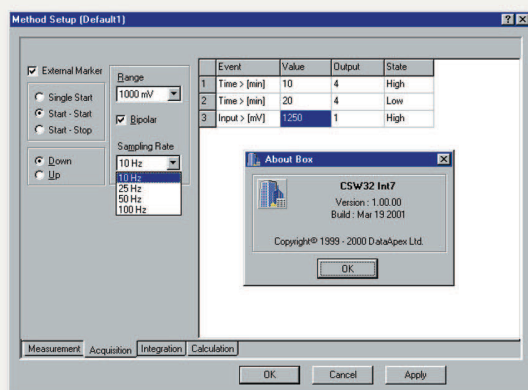 Method Setup (Default1)
External Marker
Single Start
Start - Start
Start - Stop
Down
Up
Range
1000 mV
Bipolar
Sampling Rate
10 Hz
10 Hz
25 Hz
50 Hz
100 Hz
Event Value Output State
1 Time > [min] 10 4 High
2 Time > [min] 20 4 Low
3 Input > [mV] 1250 1 High
About Box
CSW32 Int7
Version : 1.00.00
Build : Mar 19 2001
Copyright© 1999 - 2000 DataApex Ltd.
OK
Measurement Acquisition Integration Calculation
OK Cancel Apply